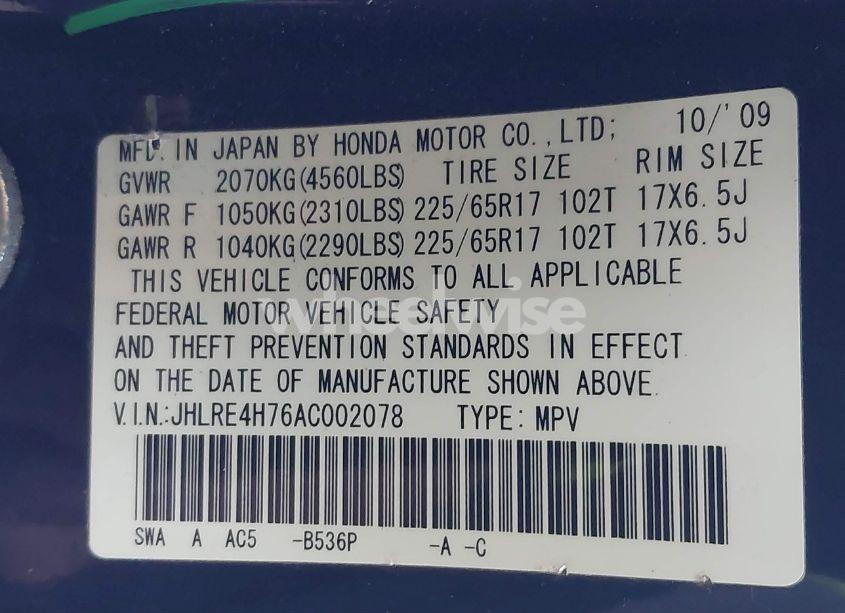 MFD. IN JAPAN BY HONDA MOTOR CO.,LTD; 10/'09
GVWR 2070KG(4560LBS) TIRE SIZE RIM SIZE
GAWR F 1050KG(2310LBS) 225/65R17 102T 17X6.5J
GAWR R 1040KG(2290LBS) 225/65R17 102T 17X6.5J
THIS VEHICLE CONFORMS TO ALL APPLICABLE
FEDERAL MOTOR VEHICLE SAFETY
wheelwise
AND THEFT PREVENTION STANDARDS IN EFFECT
ON THE DATE OF MANUFACTURE SHOWN ABOVE.
V.I.N.:JHLRE4H76AC002078 TYPE: MPV
SWA A AC5 -B536P -A -C